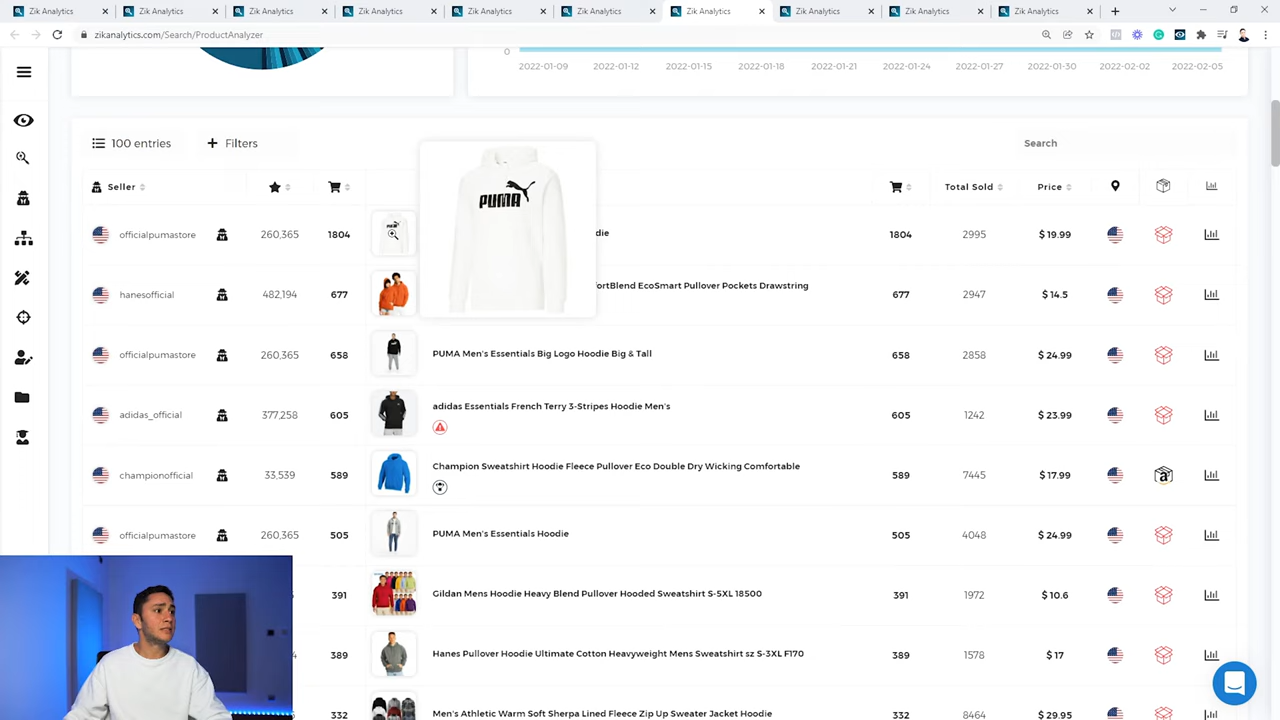 Zik Analytics Zik Analytics Zik Analytics Zik Analytics Zik Analytics Zik Analytics Zik Analytics Zik Analytics Zik Analytics Zik Analytics
zikanalytics.com/Search/ProductAnalyzer
0
2022-01-09 2022-01-12 2022-01-15 2022-01-18 2022-01-21 2022-01-24 2022-01-27 2022-01-30 2022-02-02 2022-02-05
100 entries + Filters Search
Seller Total Sold Price
PUMA
officialpumastore 260,365 1804 die 1804 2995 $ 19.99
hanesofficial 482,194 677 fortBlend EcoSmart Pullover Pockets Drawstring 677 2947 $ 14.5
officialpumastore 260,365 658 PUMA Men's Essentials Big Logo Hoodie Big & Tall 658 2858 $ 24.99
adidas_official 377,258 605 adidas Essentials French Terry 3-Stripes Hoodie Men's 605 1242 $ 23.99
championofficial 33,539 589 Champion Sweatshirt Hoodie Fleece Pullover Eco Double Dry Wicking Comfortable 589 7445 $ 17.99
officialpumastore 260,365 505 PUMA Men's Essentials Hoodie 505 4048 $ 24.99
391 Gildan Mens Hoodie Heavy Blend Pullover Hooded Sweatshirt S-5XL 18500 391 1972 $ 10.6
4 389 Hanes Pullover Hoodie Ultimate Cotton Heavyweight Mens Sweatshirt sz S-3XL F170 389 1578 $ 17
332 Men's Athletic Warm Soft Sherpa Lined Fleece Zip Up Sweater Jacket Hoodie 332 8464 $ 29.95